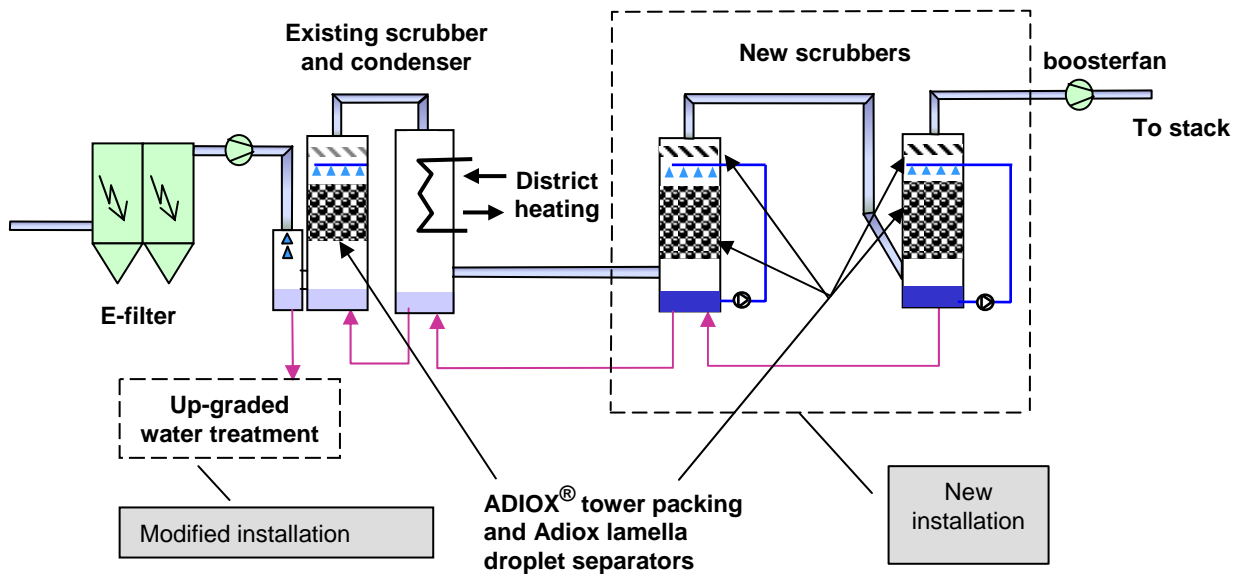 Existing scrubber
and condenser
New scrubbers
boosterfan
To stack
District
heating
E-filter
Up-graded
water treatment
Modified installation
ADIOX® tower packing
and Adiox lamella
droplet separators
New
installation